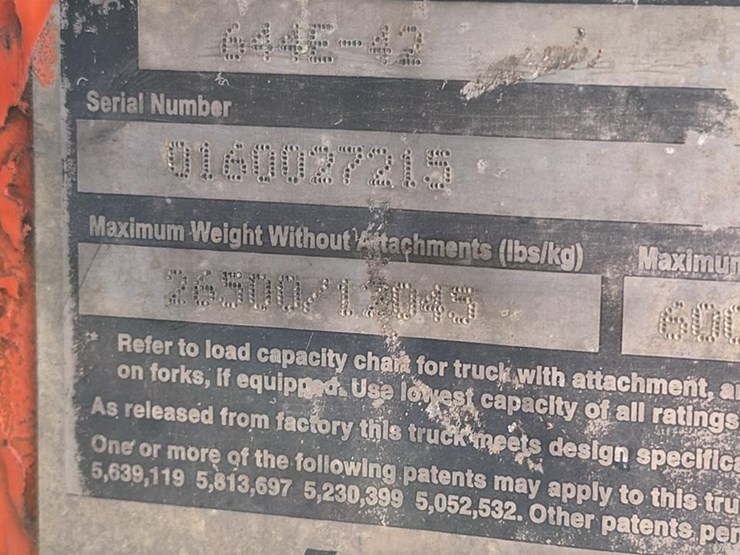 644E-42
Serial Number
0160027215
Maximum Weight Without Attachments (lbs/kg)
Maximum
26500/12045
600
* Refer to load capacity chart for truck with attachment, a
on forks, if equipped. Use lowest capacity of all ratings
As released from factory this truck meets design specifica
One or more of the following patents may apply to this tru
5,639,119 5,813,697 5,230,399 5,052,532. Other patents pen